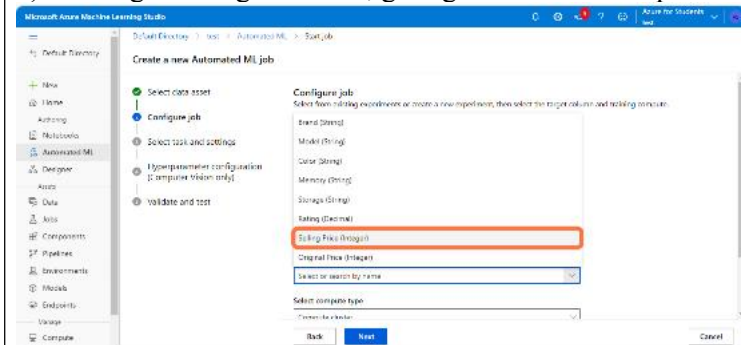 Microsoft Azure Machine Learning Studio
Azure for Students
test
Default Directory > test > Automated ML > Start job
Default Directory
Create a new Automated ML job
New
Home
Authoring
Notebooks
Automated ML
Designer
Assets
Data
Jobs
Components
Pipelines
Environments
Models
Endpoints
Manage
Compute
Select data asset
Configure job
Select task and settings
Hyperparameter configuration
(Computer Vision only)
Validate and test
Configure job
Select from existing experiments or create a new experiment, then select the target column and training compute.
Brand (String)
Model (String)
Color (String)
Memory (String)
Storage (String)
Rating (Decimal)
Selling Price (Integer)
Original Price (Integer)
Select or search by name
Select compute type
Compute cluster
Back
Next
Cancel